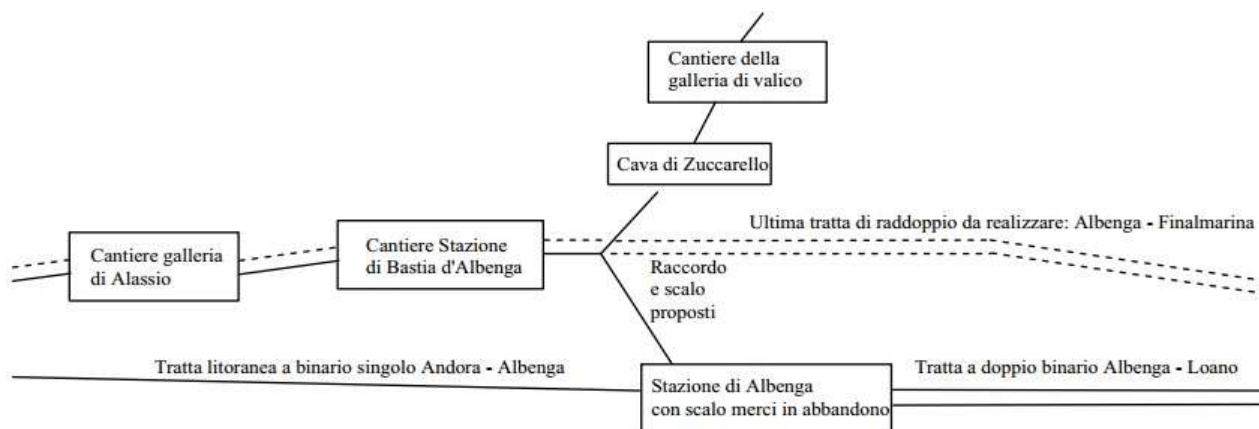 Cantiere della
galleria di valico
Cava di Zuccarello
Ultima tratta di raddoppio da realizzare: Albenga - Finalmarina
Cantiere galleria
di Alassio
Cantiere Stazione
di Bastia d'Albenga
Raccordo
e scalo
proposti
Tratta litoranea a binario singolo Andora - Albenga
Stazione di Albenga
con scalo merci in abbandono
Tratta a doppio binario Albenga - Loano